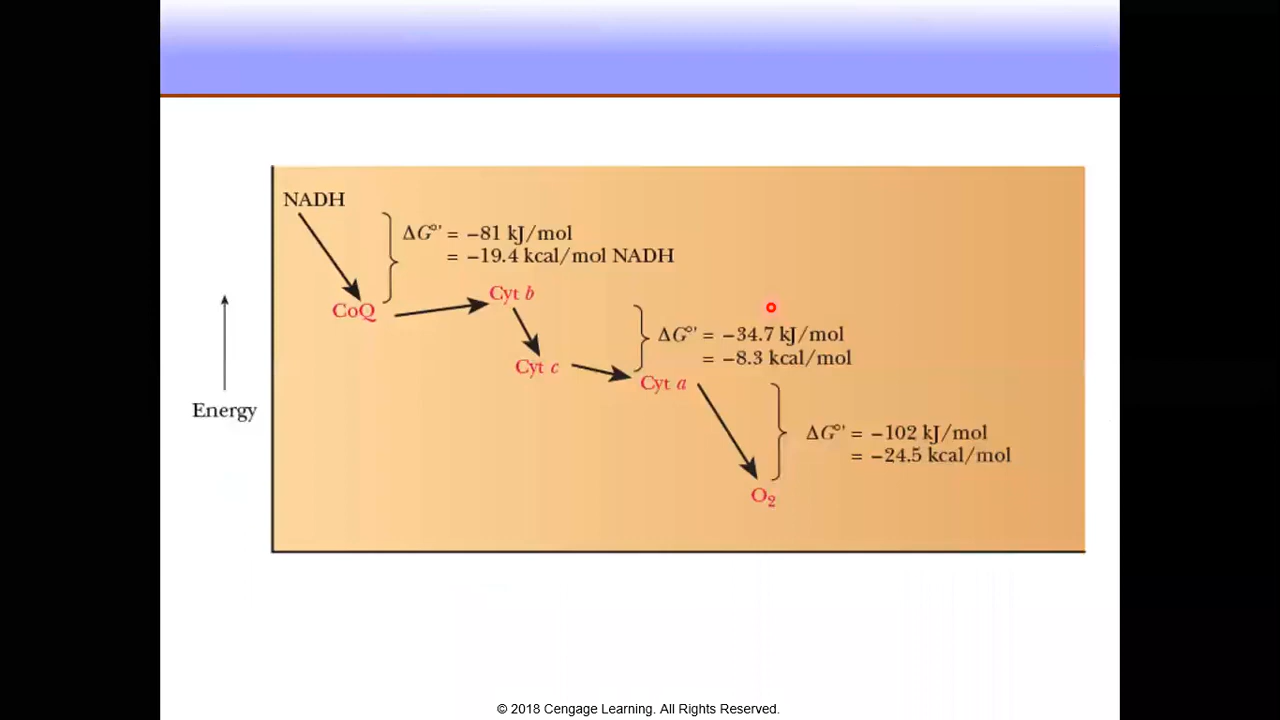 NADH
ΔG°' = −81 kJ/mol
= −19.4 kcal/mol NADH
Cyt b
CoQ
ΔG°' = −34.7 kJ/mol
= −8.3 kcal/mol
Cyt c
Cyt a
Energy
ΔG°' = −102 kJ/mol
= −24.5 kcal/mol
O₂
© 2018 Cengage Learning. All Rights Reserved.